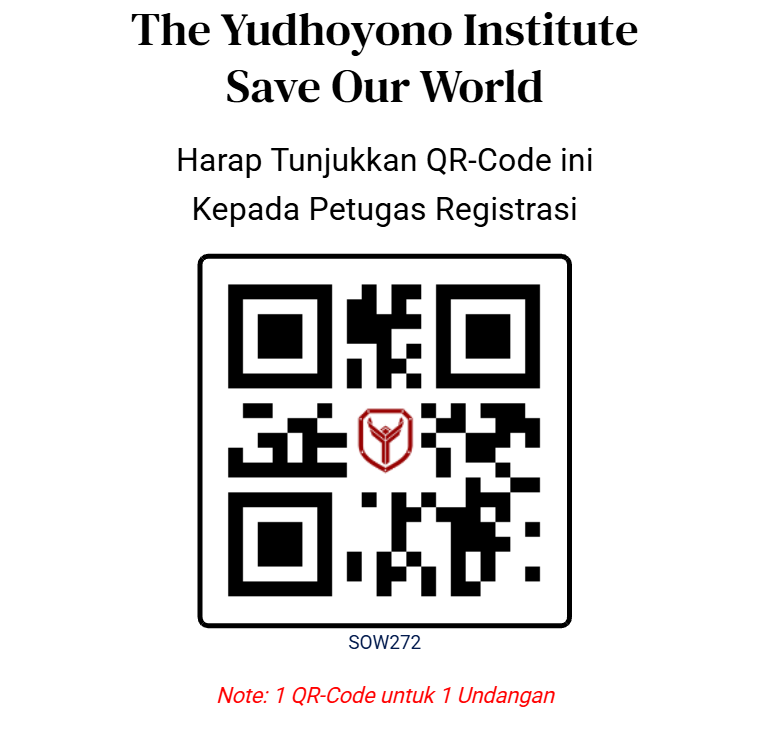 The Yudhoyono Institute
Save Our World
Harap Tunjukkan QR-Code ini
Kepada Petugas Registrasi
SOW272
Note: 1 QR-Code untuk 1 Undangan